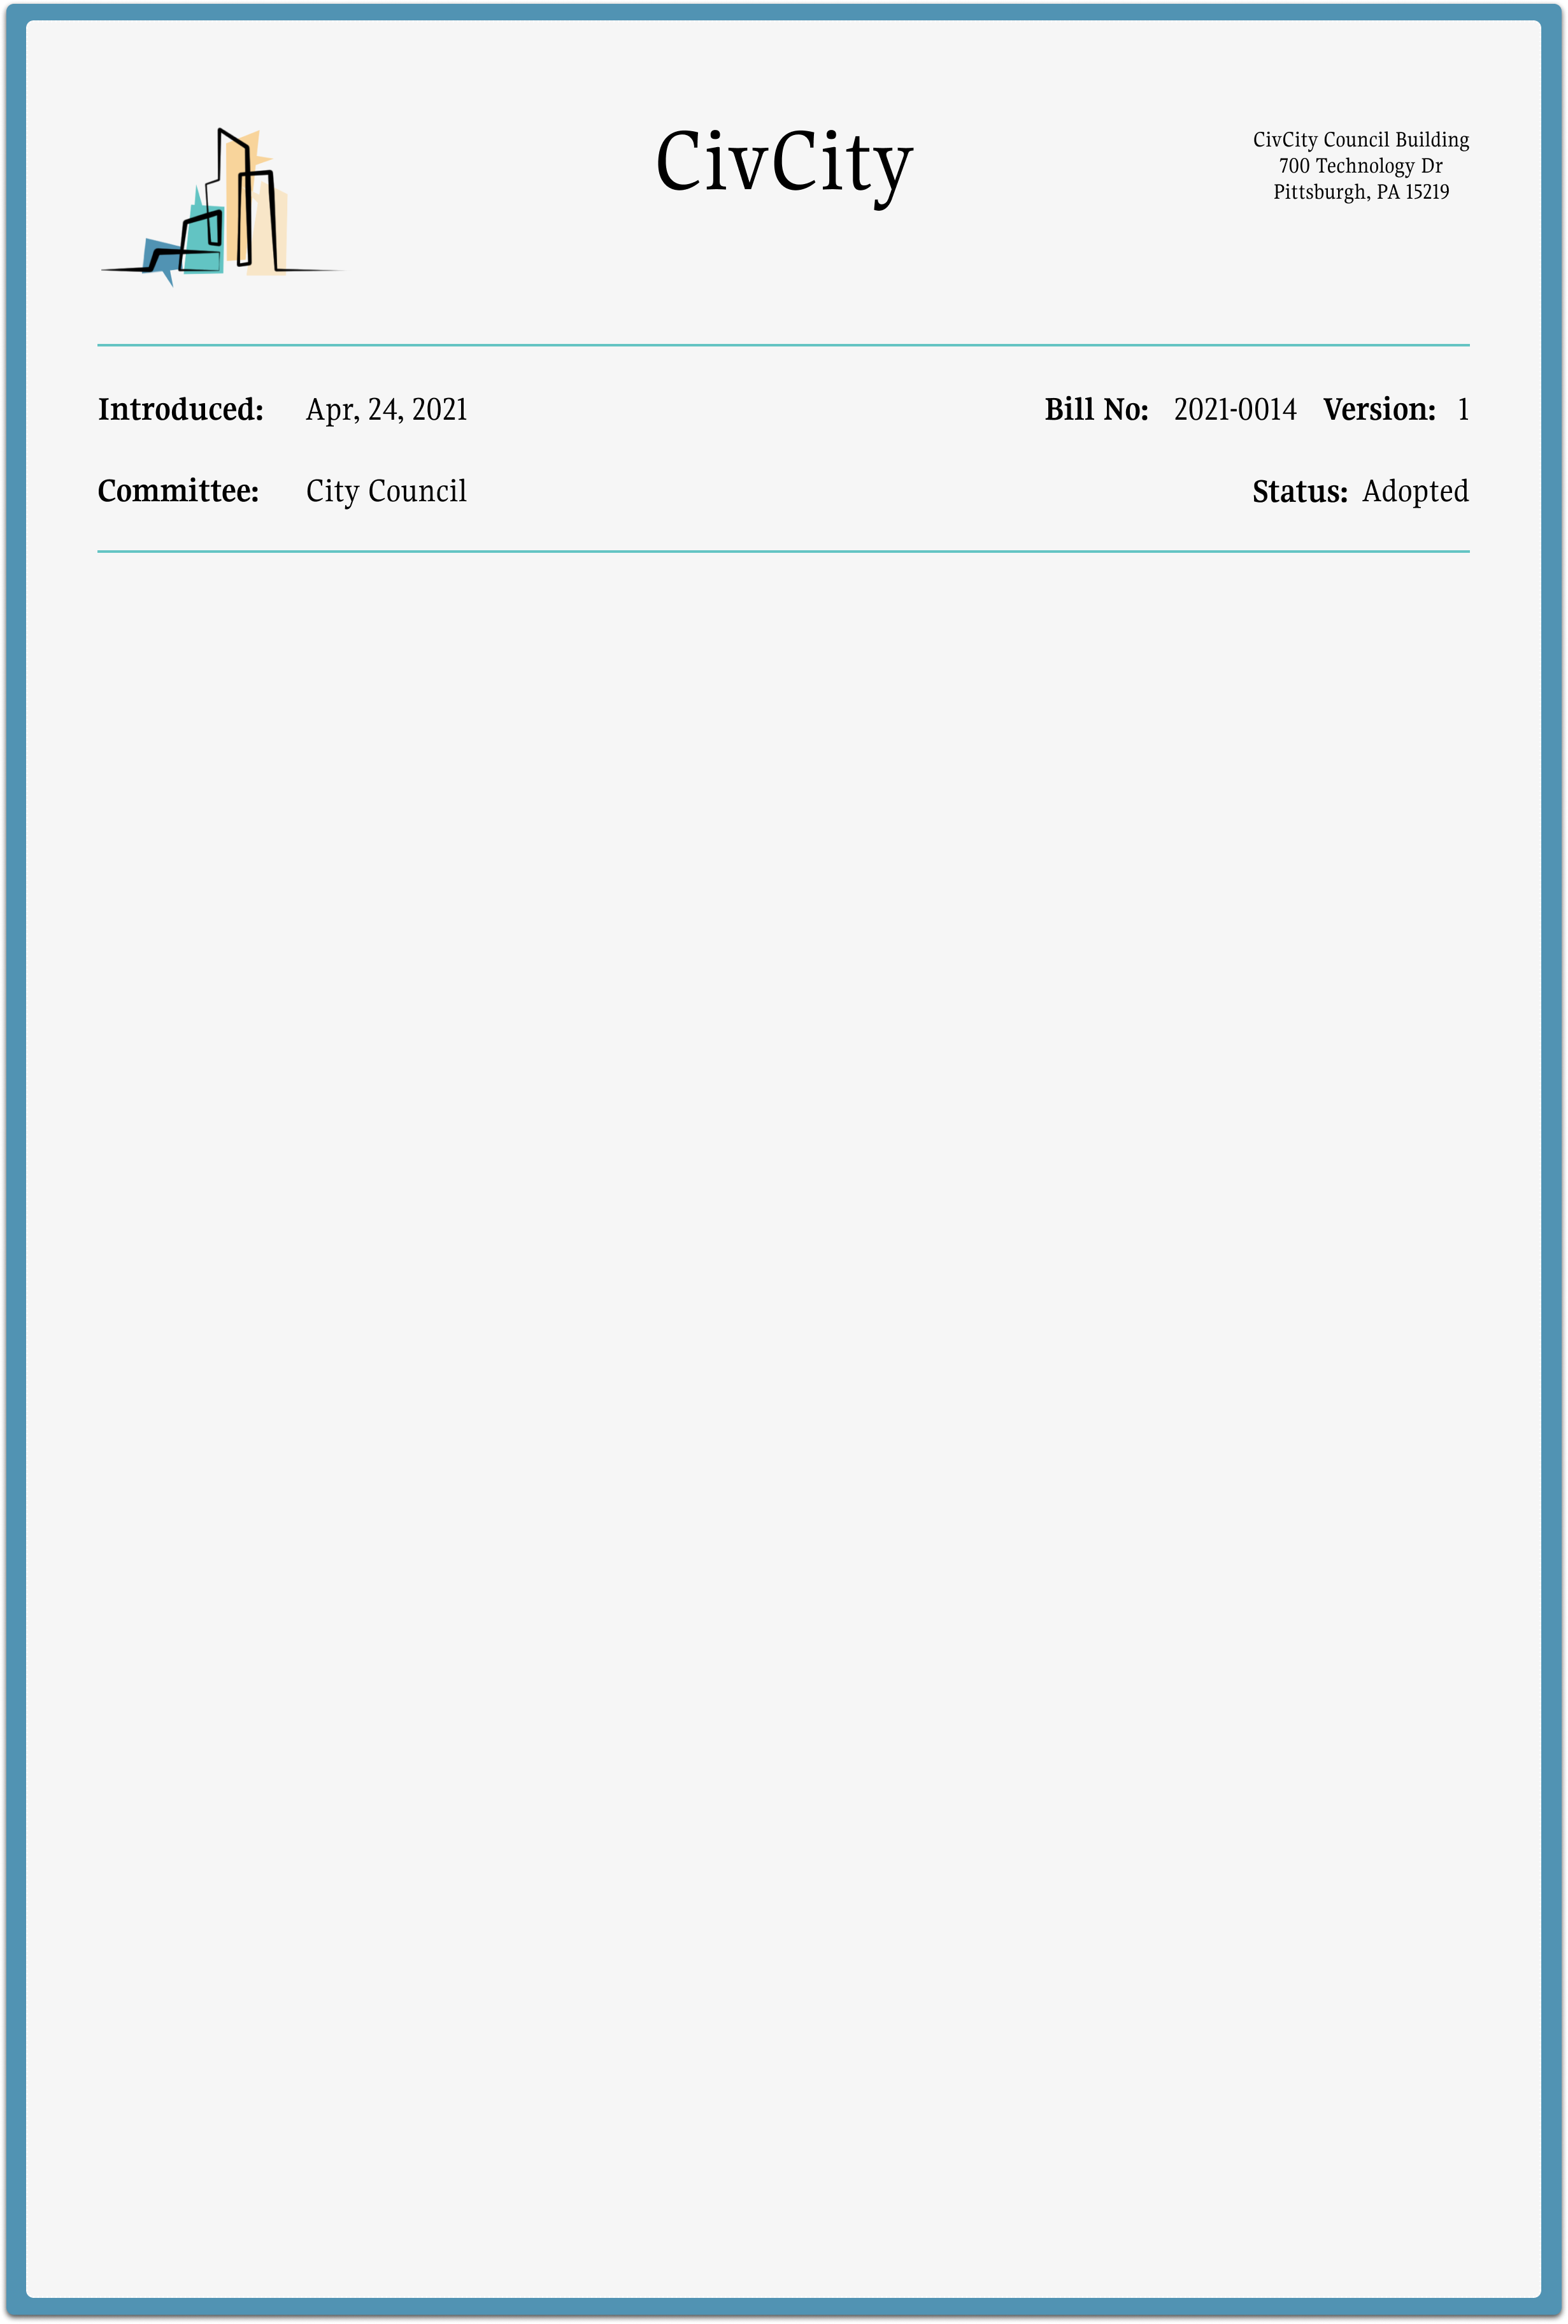 CivCity
CivCity Council Building
700 Technology Dr
Pittsburgh, PA 15219
Introduced: Apr, 24, 2021
Bill No: 2021-0014 Version: 1
Committee: City Council
Status: Adopted